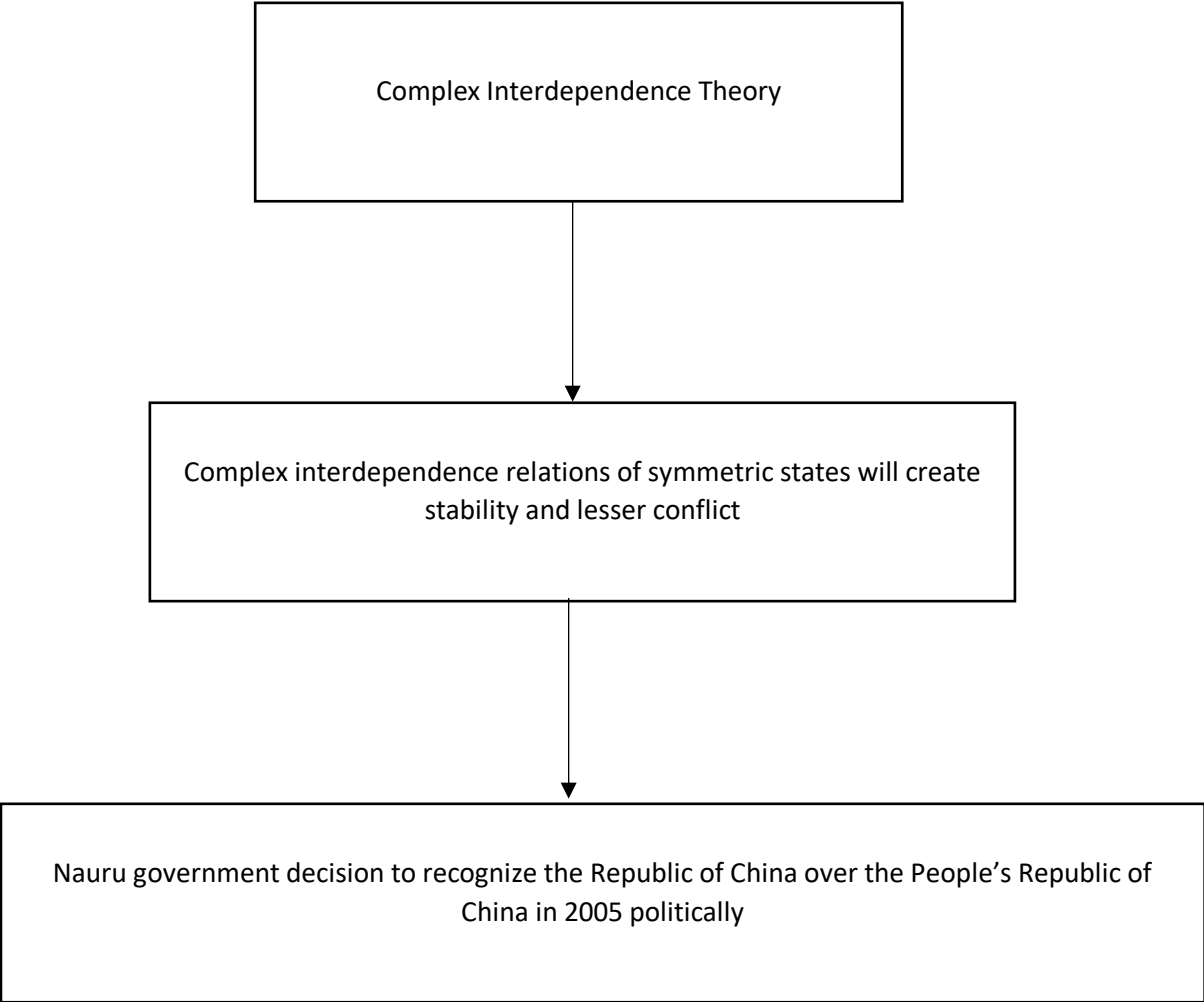 Complex Interdependence Theory
Complex interdependence relations of symmetric states will create
stability and lesser conflict
Nauru government decision to recognize the Republic of China over the People’s Republic of
China in 2005 politically